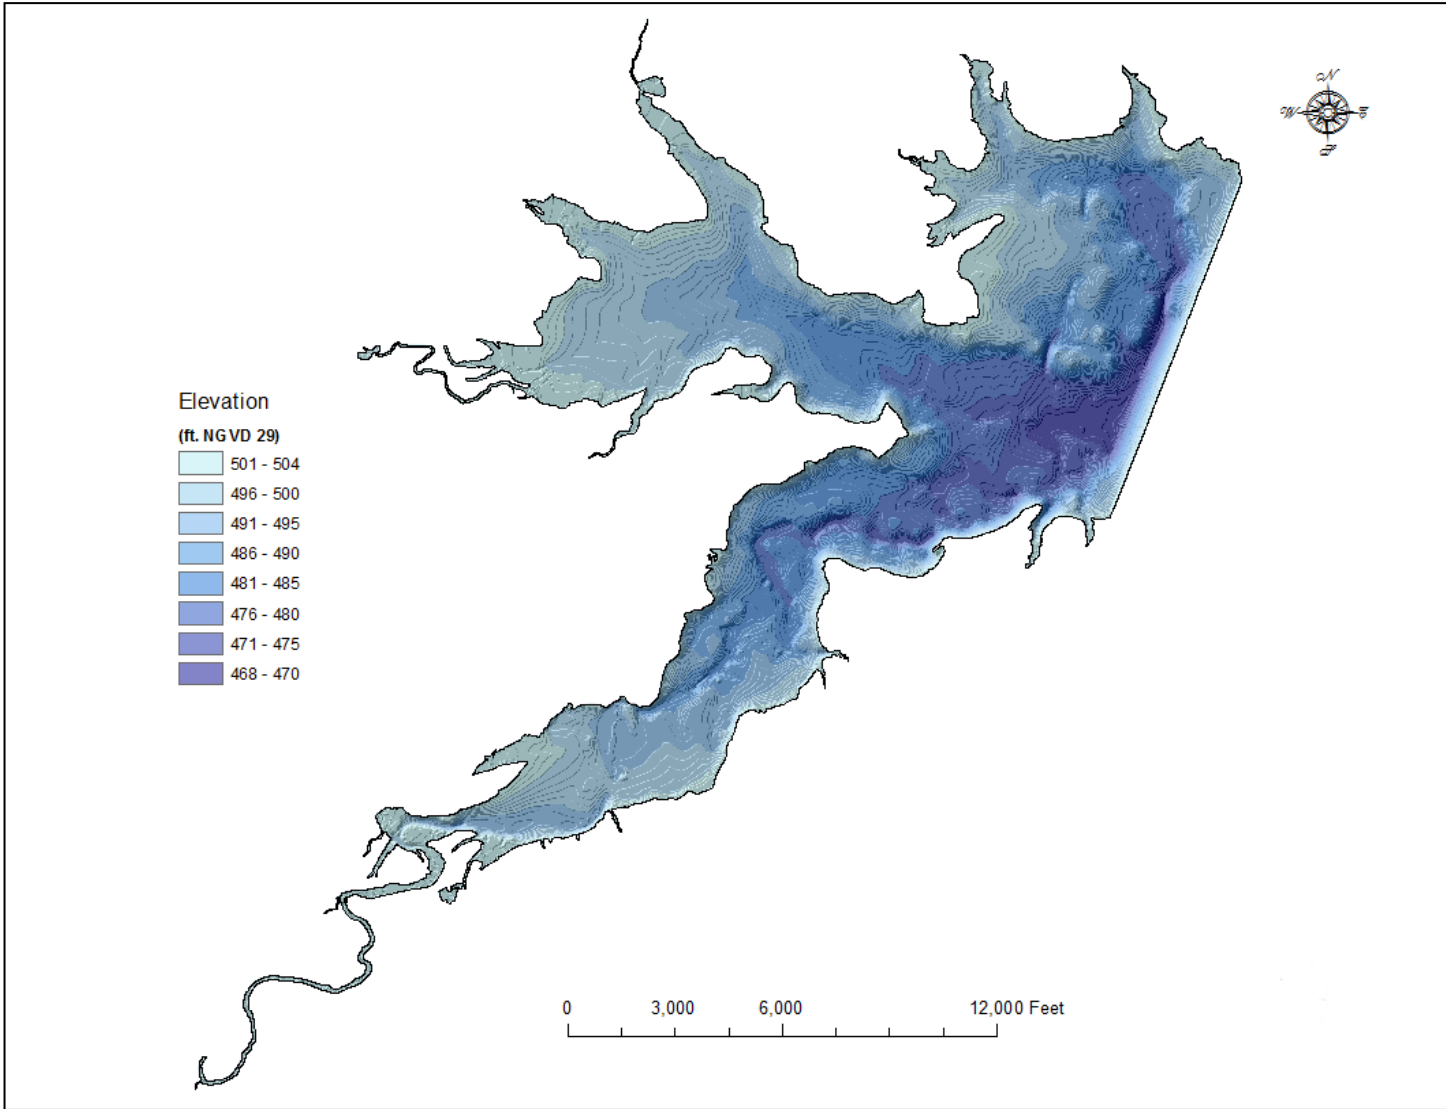 N
W E
S
Elevation
(ft. NGVD 29)
501 - 504
496 - 500
491 - 495
486 - 490
481 - 485
476 - 480
471 - 475
468 - 470
0 3,000 6,000 12,000 Feet